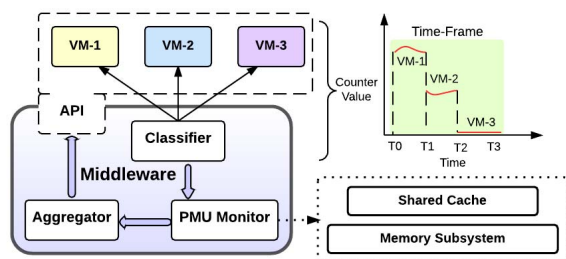 VM-1
VM-2
VM-3
API
Classifier
Middleware
Aggregator
PMU Monitor
Counter
Value
Time-Frame
VM-1
VM-2
VM-3
T0 T1 T2 T3
Time
Shared Cache
Memory Subsystem